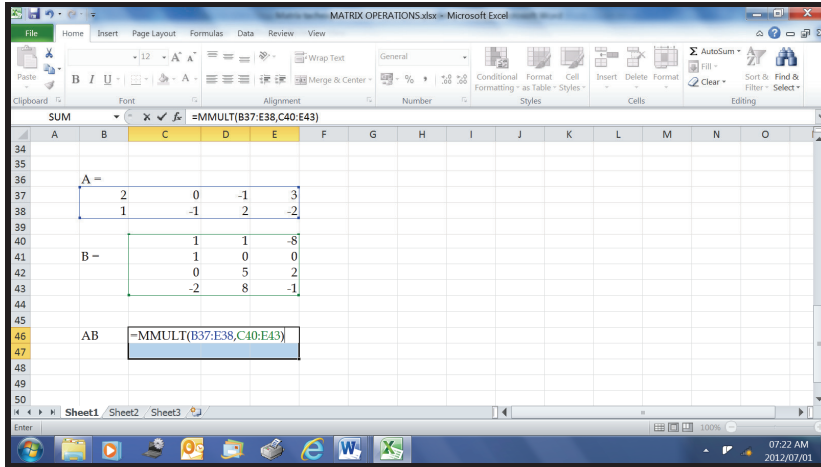 MATRIX OPERATIONS.xlsx - Microsoft Excel
File Home Insert Page Layout Formulas Data Review View
12 A A Wrap Text General Σ AutoSum
Fill
Paste B I U A Merge & Center % , .00 Conditional Format Cell Insert Delete Format Clear Sort & Find &
Formatting as Table Styles Filter Select
Clipboard Font Alignment Number Styles Cells Editing
SUM fx =MMULT(B37:E38,C40:E43)
A B C D E F G H I J K L M N O
34
35
36 A =
37 2 0 -1 3
38 1 -1 2 -2
39
40 1 1 -8
41 B = 1 0 0
42 0 5 2
43 -2 8 -1
44
45
46 AB =MMULT(B37:E38,C40:E43)
47
48
49
50
Sheet1 Sheet2 Sheet3
Enter 100%
07:22 AM
2012/07/01